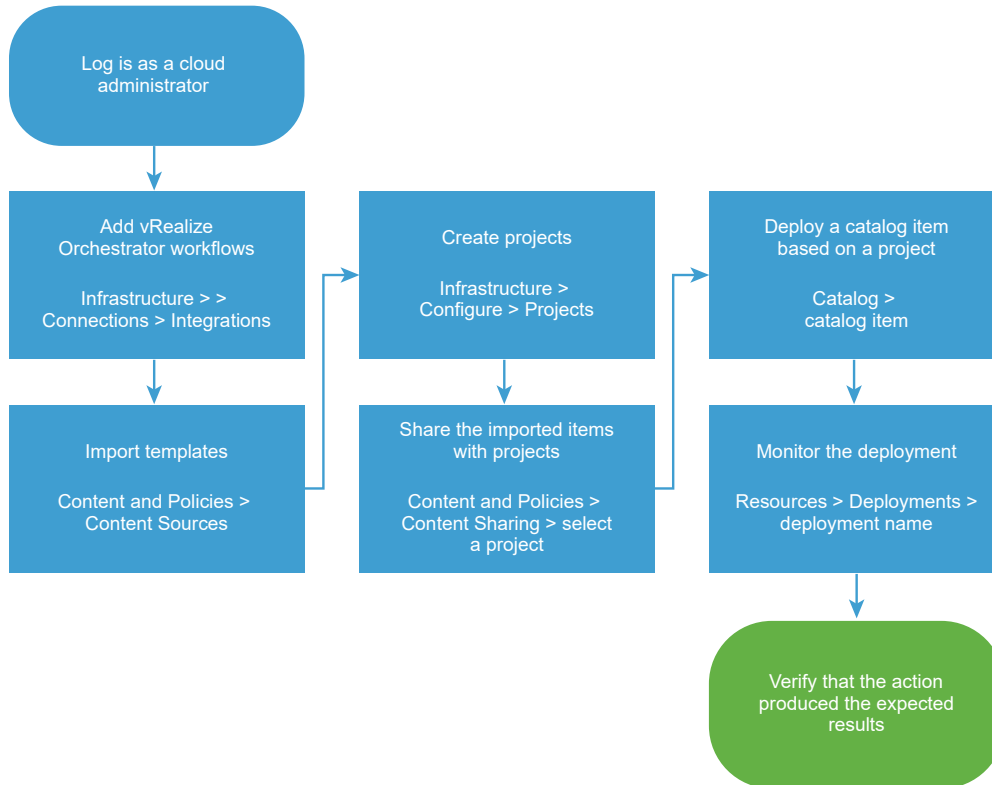 Log is as a cloud
administrator
Add vRealize
Orchestrator workflows
Infrastructure > >
Connections > Integrations
Import templates
Content and Policies >
Content Sources
Create projects
Infrastructure >
Configure > Projects
Share the imported items
with projects
Content and Policies >
Content Sharing > select
a project
Deploy a catalog item
based on a project
Catalog >
catalog item
Monitor the deployment
Resources > Deployments >
deployment name
Verify that the action
produced the expected
results